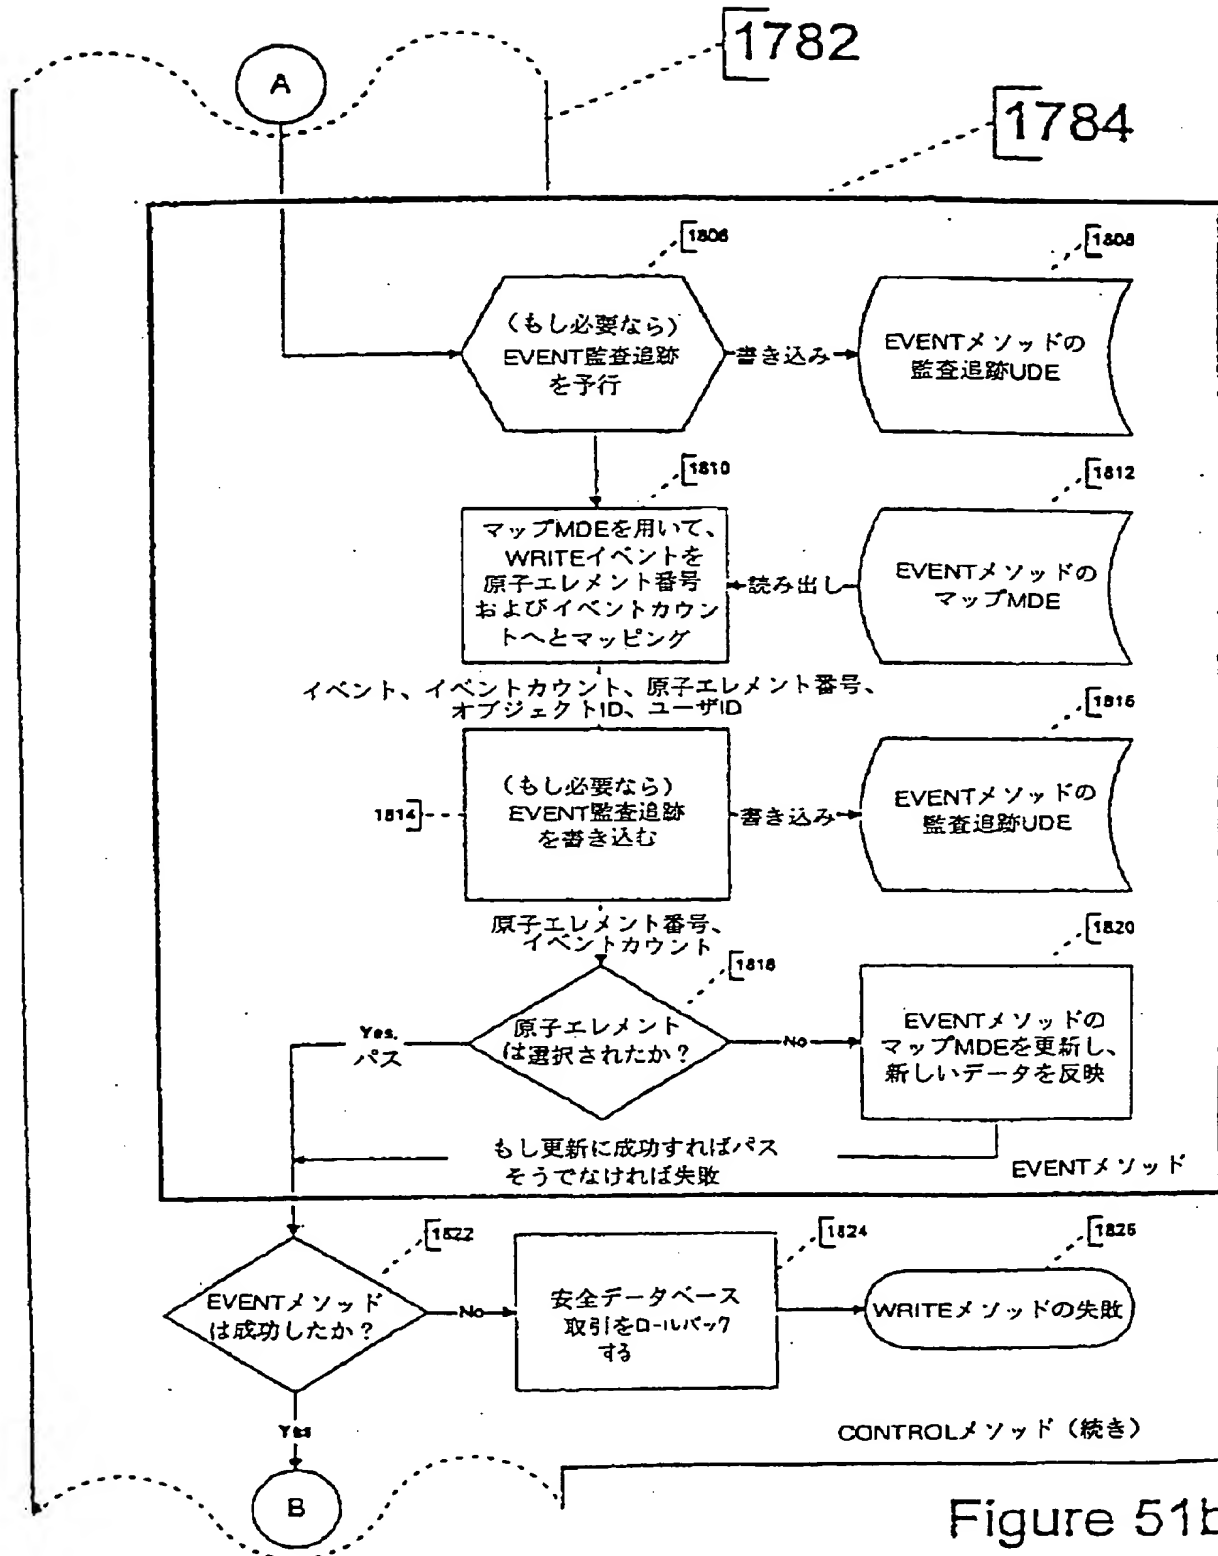 1782
A
1784
1806
1808
(もし必要なら)
EVENT監査追跡
を予行
書き込み
EVENTメソッドの
監査追跡UDE
1810
1812
マップMDEを用いて、
WRITEイベントを
原子エレメント番号
およびイベントカウン
トへとマッピング
読み出し
EVENTメソッドの
マップMDE
イベント、イベントカウント、原子エレメント番号、
オブジェクトID、ユーザID
1816
1814
(もし必要なら)
EVENT監査追跡
を書き込む
書き込み
EVENTメソッドの
監査追跡UDE
原子エレメント番号、
イベントカウント
1818
1820
Yes,
パス
原子エレメント
は選択されたか?
No
EVENTメソッドの
マップMDEを更新し、
新しいデータを反映
もし更新に成功すればパス
そうでなければ失敗
EVENTメソッド
1822
1824
1826
EVENTメソッド
は成功したか?
No
安全データベース
取引をロールバック
する
WRITEメソッドの失敗
Yes
CONTROLメソッド(続き)
B
Figure 51b